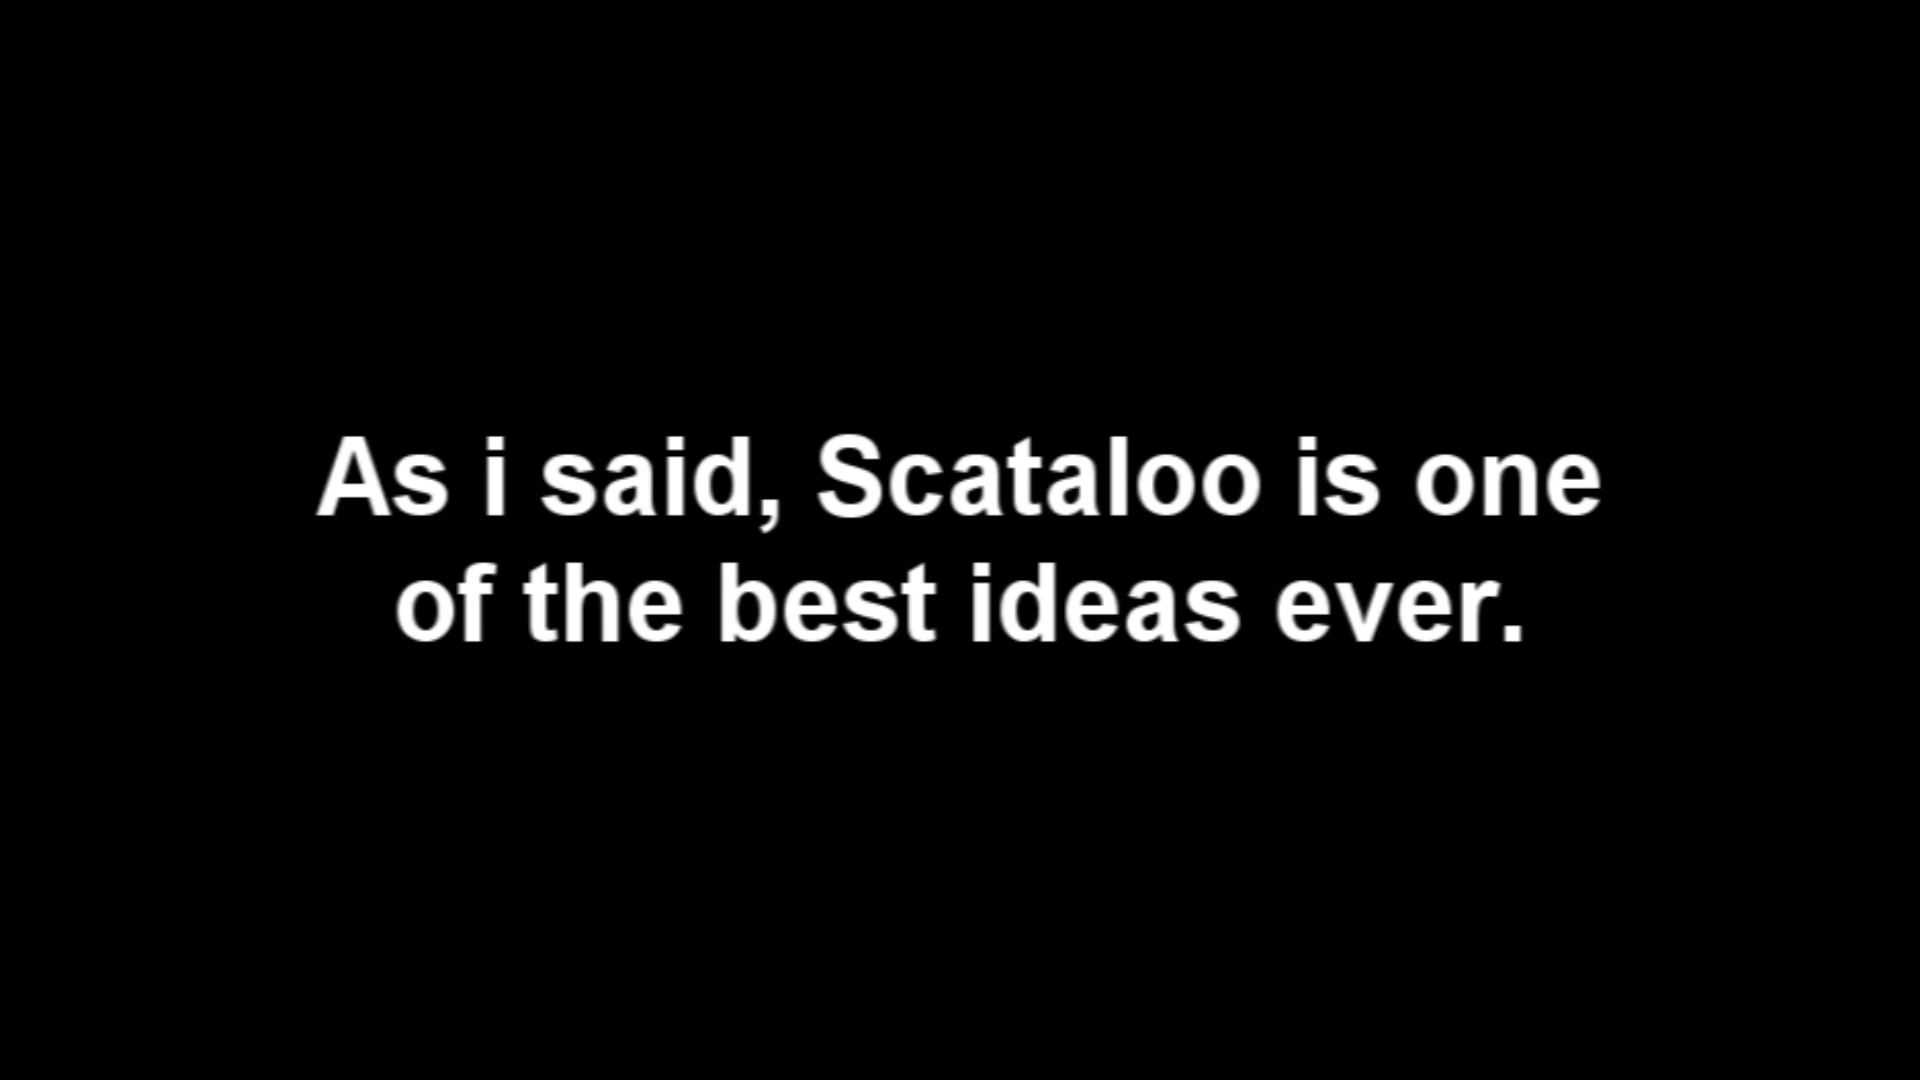 As i said, Scataloo is one
of the best ideas ever.